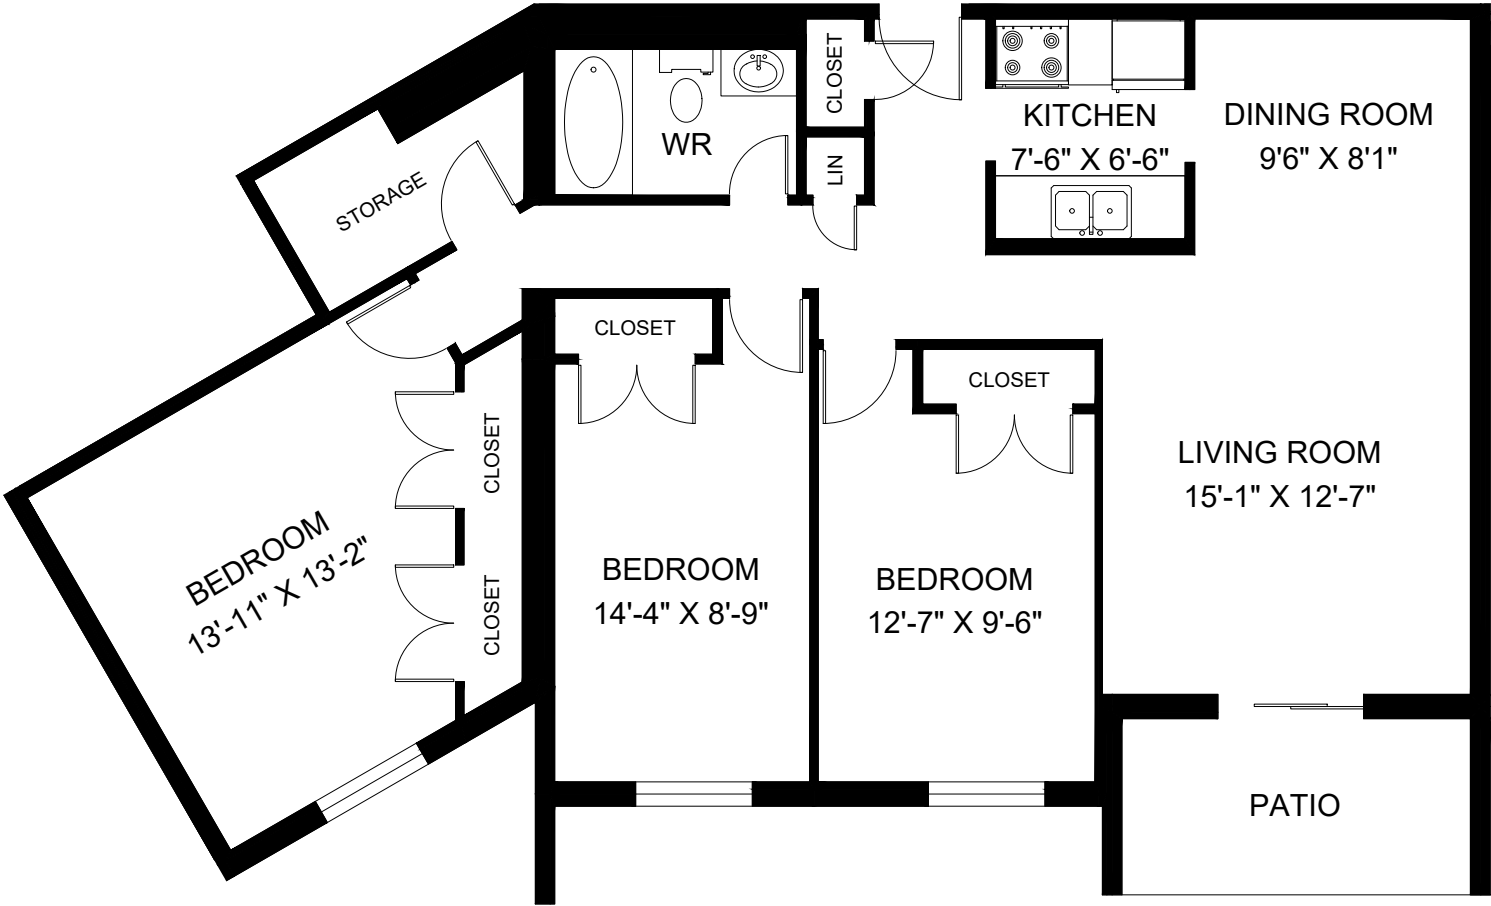 CLOSET
WR
LIN
KITCHEN
7'-6" X 6'-6"
DINING ROOM
9'6" X 8'1"
STORAGE
CLOSET
CLOSET
CLOSET
CLOSET
LIVING ROOM
15'-1" X 12'-7"
BEDROOM
13'-11" X 13'-2"
BEDROOM
14'-4" X 8'-9"
BEDROOM
12'-7" X 9'-6"
PATIO